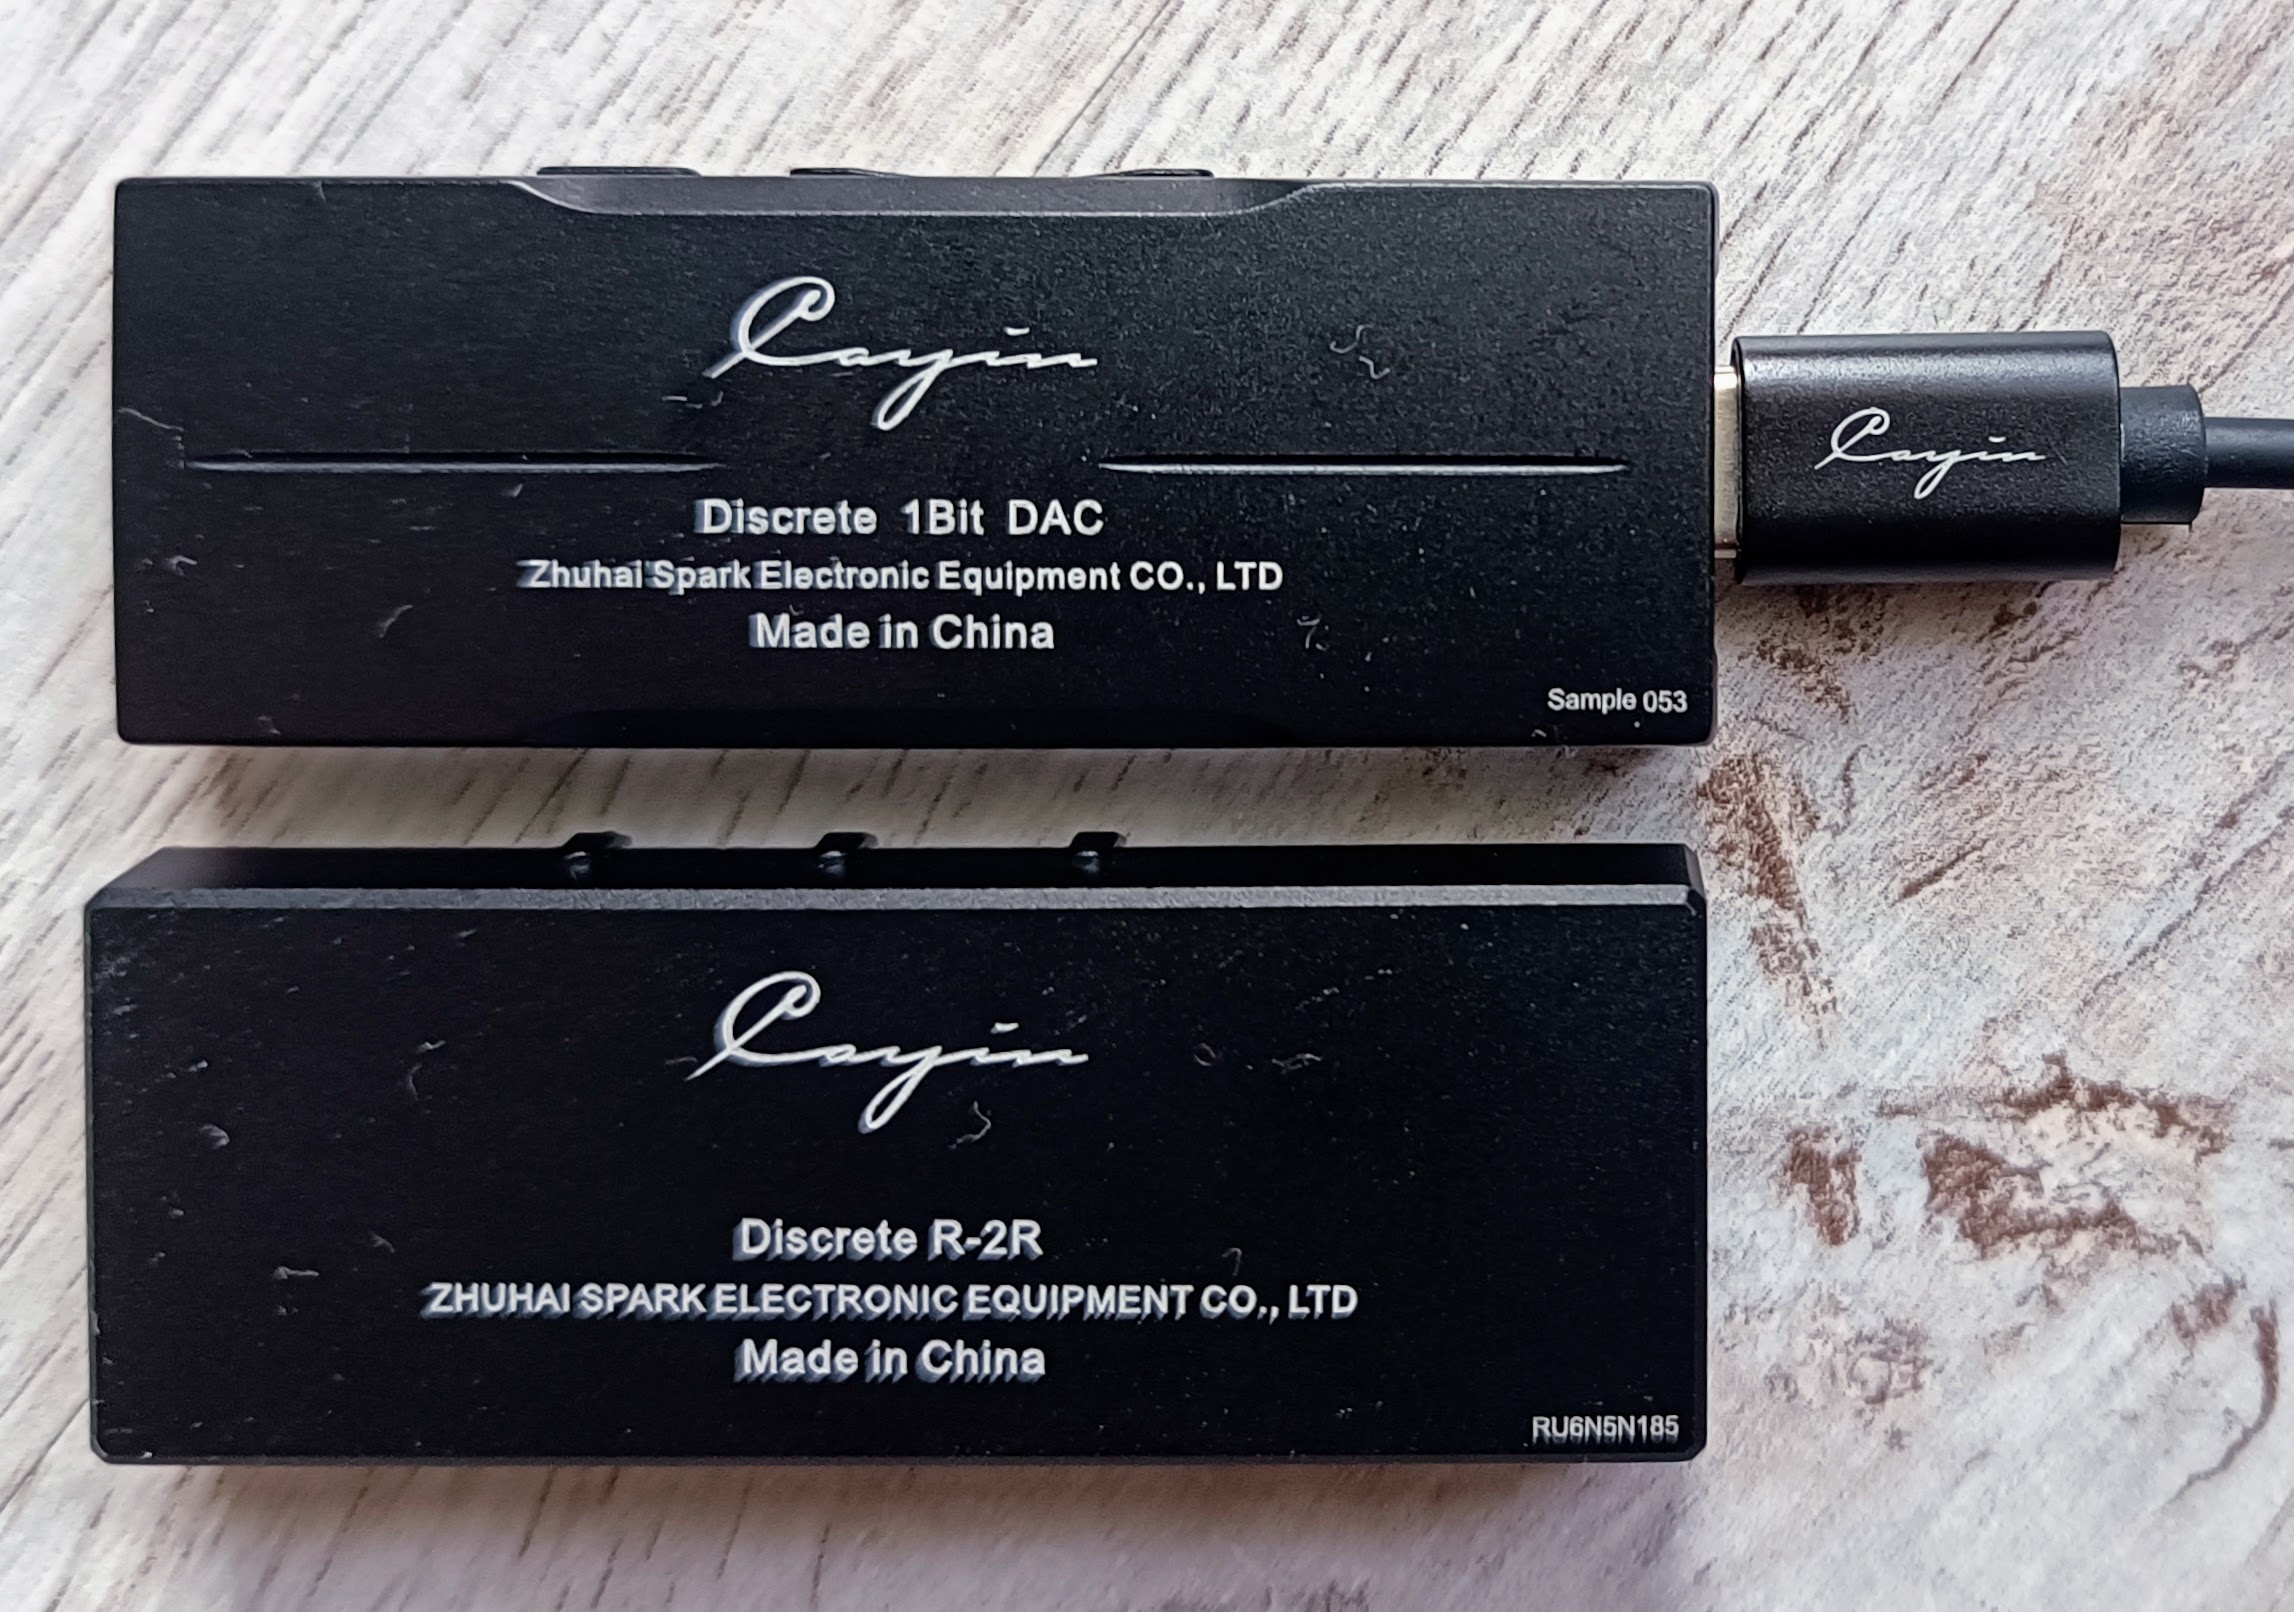 Cayin
Discrete 1Bit DAC
Zhuhai Spark Electronic Equipment CO., LTD
Made in China
Sample 053
Cayin
Cayin
Discrete R-2R
ZHUHAI SPARK ELECTRONIC EQUIPMENT CO., LTD
Made in China
RU6N5N185